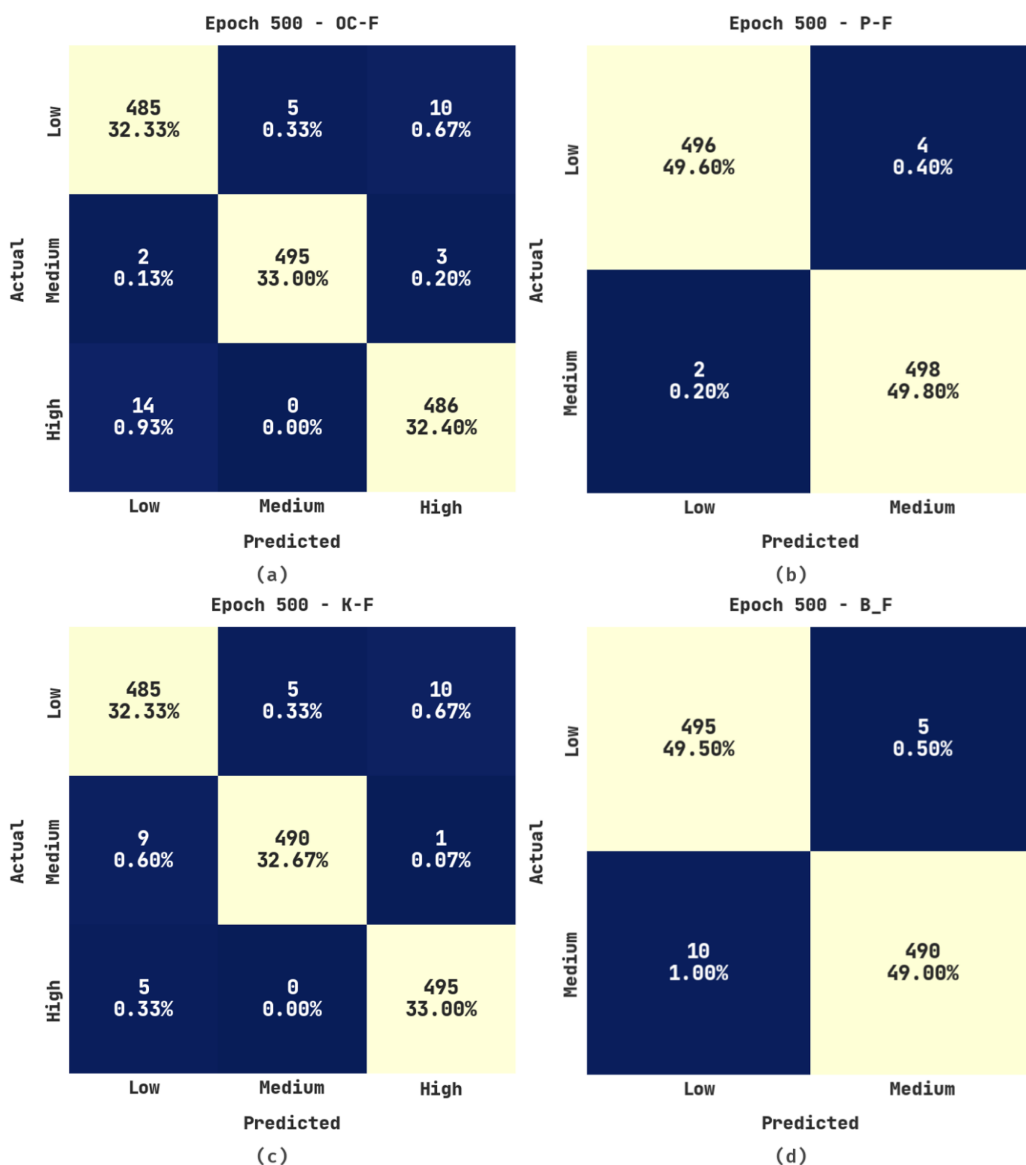 Epoch 500 - OC-F
Actual
Low
485
32.33%
5
0.33%
10
0.67%
Medium
2
0.13%
495
33.00%
3
0.20%
High
14
0.93%
0
0.00%
486
32.40%
Low Medium High
Predicted
(a)
Epoch 500 - P-F
Actual
Low
496
49.60%
4
0.40%
Medium
2
0.20%
498
49.80%
Low Medium
Predicted
(b)
Epoch 500 - K-F
Actual
Low
485
32.33%
5
0.33%
10
0.67%
Medium
9
0.60%
490
32.67%
1
0.07%
High
5
0.33%
0
0.00%
495
33.00%
Low Medium High
Predicted
(c)
Epoch 500 - B_F
Actual
Low
495
49.50%
5
0.50%
Medium
10
1.00%
490
49.00%
Low Medium
Predicted
(d)